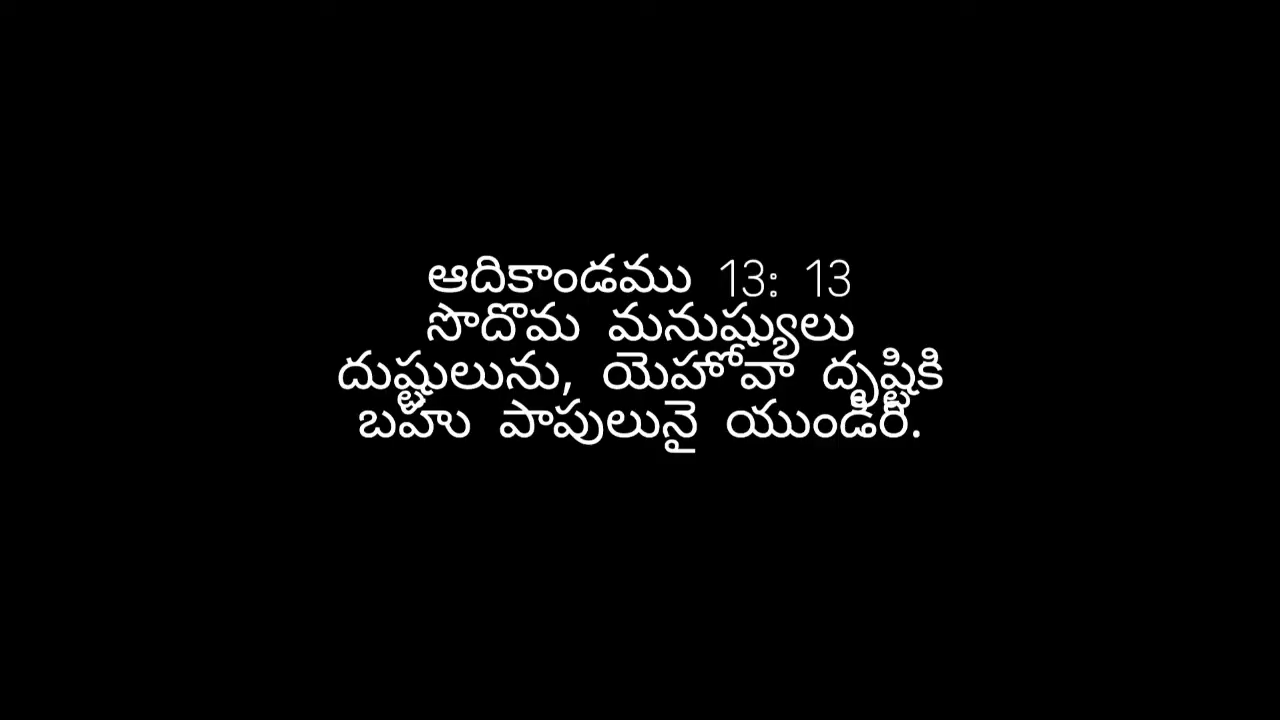 ఆదికాండము 13: 13
సొదొమ మనుష్యులు
దుష్టులును, యెహోవా దృష్టికి
బహు పాపులునై యుండిరి.